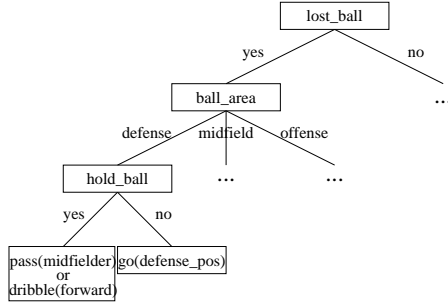 lost_ball
yes
no
ball_area
...
defense
midfield
offense
hold_ball
...
...
yes
no
pass(midfielder)
or
dribble(forward)
go(defense_pos)